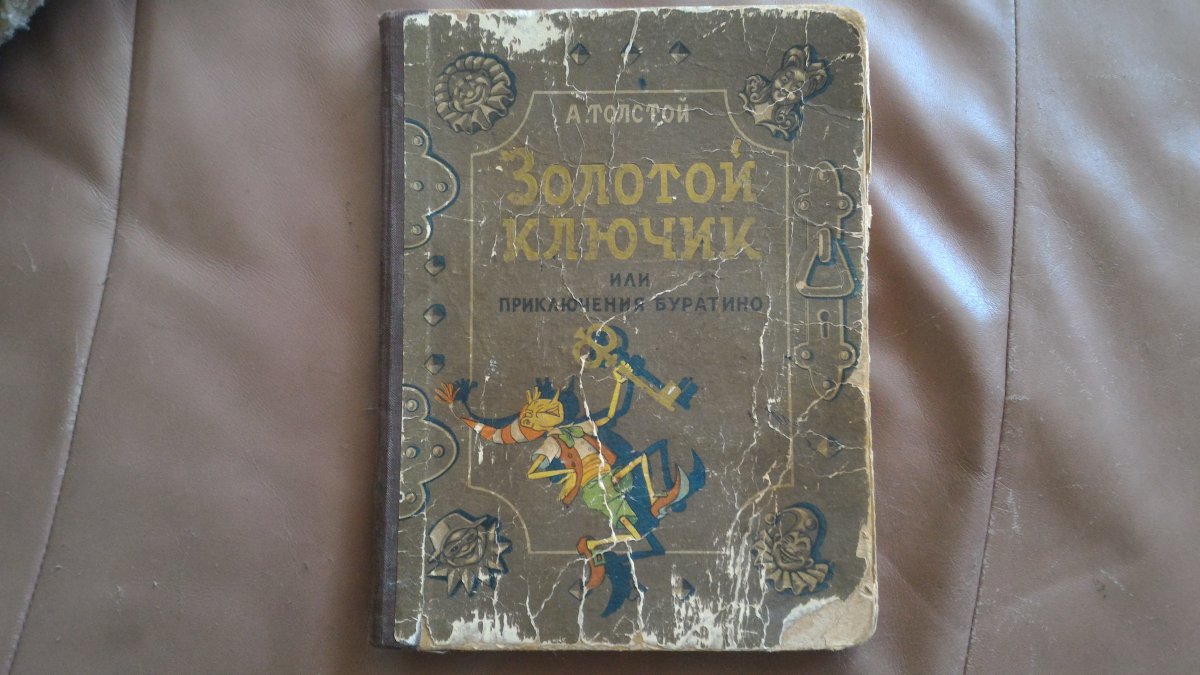 А. ТОЛСТОЙ
ЗОЛОТОЙ
КЛЮЧИК
ИЛИ
ПРИКЛЮЧЕНИЯ БУРАТИНО